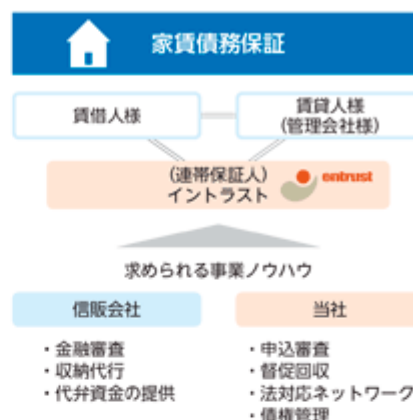 家賃債務保証
賃借人様
賃貸人様
(管理会社様)
(連帯保証人)
イントラスト
entrust
求められる事業ノウハウ
信販会社
当社
・金融審査
・収納代行
・代弁資金の提供
・申込審査
・督促回収
・法対応ネットワーク
・債権管理